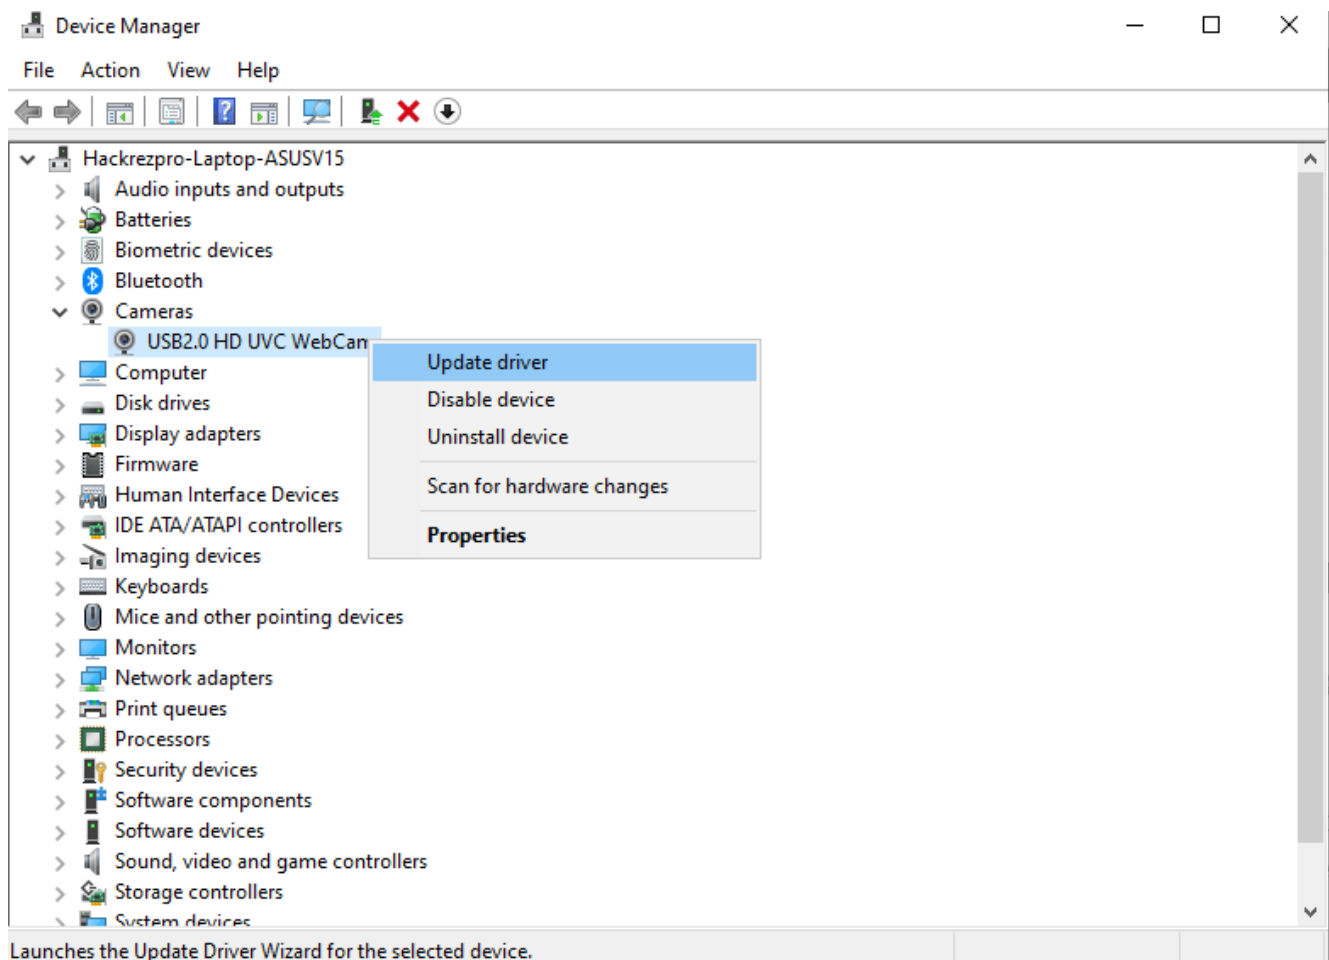 Device Manager
File Action View Help
Hackrezpro-Laptop-ASUSV15
Audio inputs and outputs
Batteries
Biometric devices
Bluetooth
Cameras
USB2.0 HD UVC WebCam
Update driver
Disable device
Uninstall device
Scan for hardware changes
Properties
Computer
Disk drives
Display adapters
Firmware
Human Interface Devices
IDE ATA/ATAPI controllers
Imaging devices
Keyboards
Mice and other pointing devices
Monitors
Network adapters
Print queues
Processors
Security devices
Software components
Software devices
Sound, video and game controllers
Storage controllers
System devices
Launches the Update Driver Wizard for the selected device.